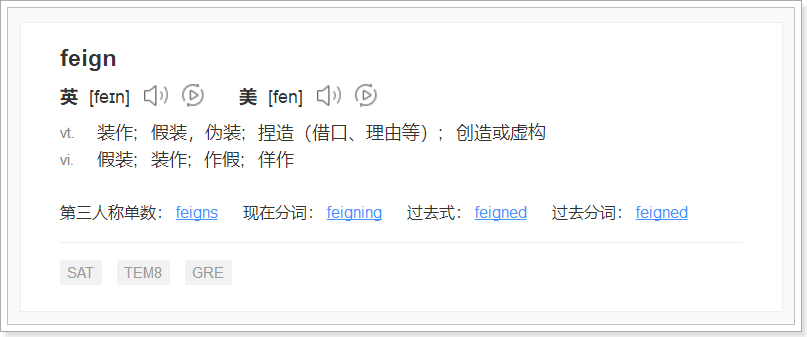 feign
英 [feɪn] 美 [fen]
vt. 装作；假装，伪装；捏造（借口、理由等）；创造或虚构
vi. 假装；装作；作假；佯作
第三人称单数： feigns 现在分词： feigning 过去式： feigned 过去分词： feigned
SAT TEM8 GRE